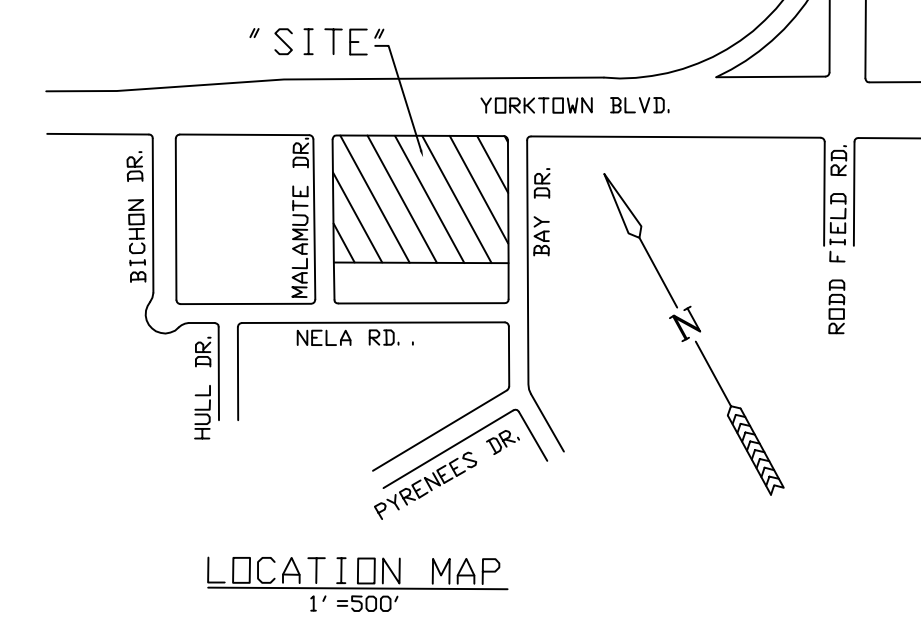 "SITE"
YORKTOWN BLVD.
BICHON DR.
MALAMUTE DR.
BAY DR.
RODD FIELD RD.
N
NELA RD. .
HULL DR.
PYRENEES DR.
LOCATION MAP
1' =500'